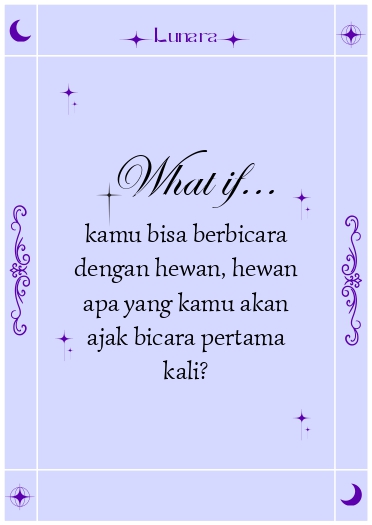 Lunara
What if...
kamu bisa berbicara
dengan hewan, hewan
apa yang kamu akan
ajak bicara pertama
kali?